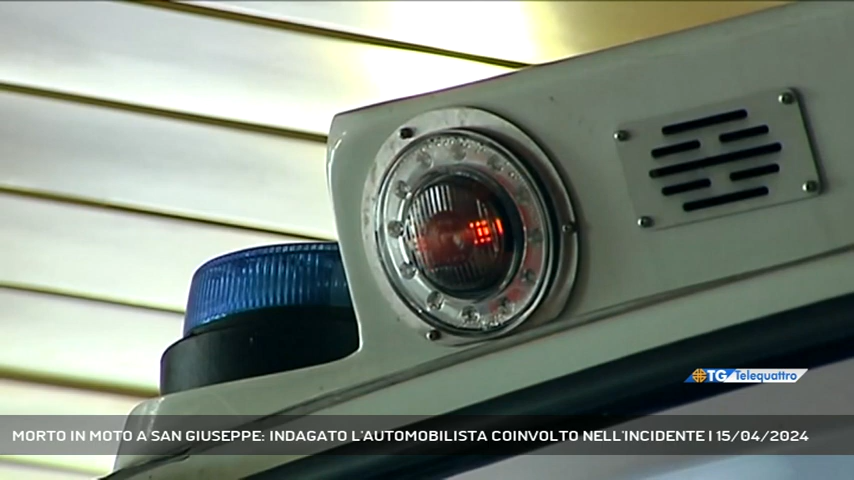 TG Telequattro
MORTO IN MOTO A SAN GIUSEPPE: INDAGATO L'AUTOMOBILISTA COINVOLTO NELL'INCIDENTE | 15/04/2024